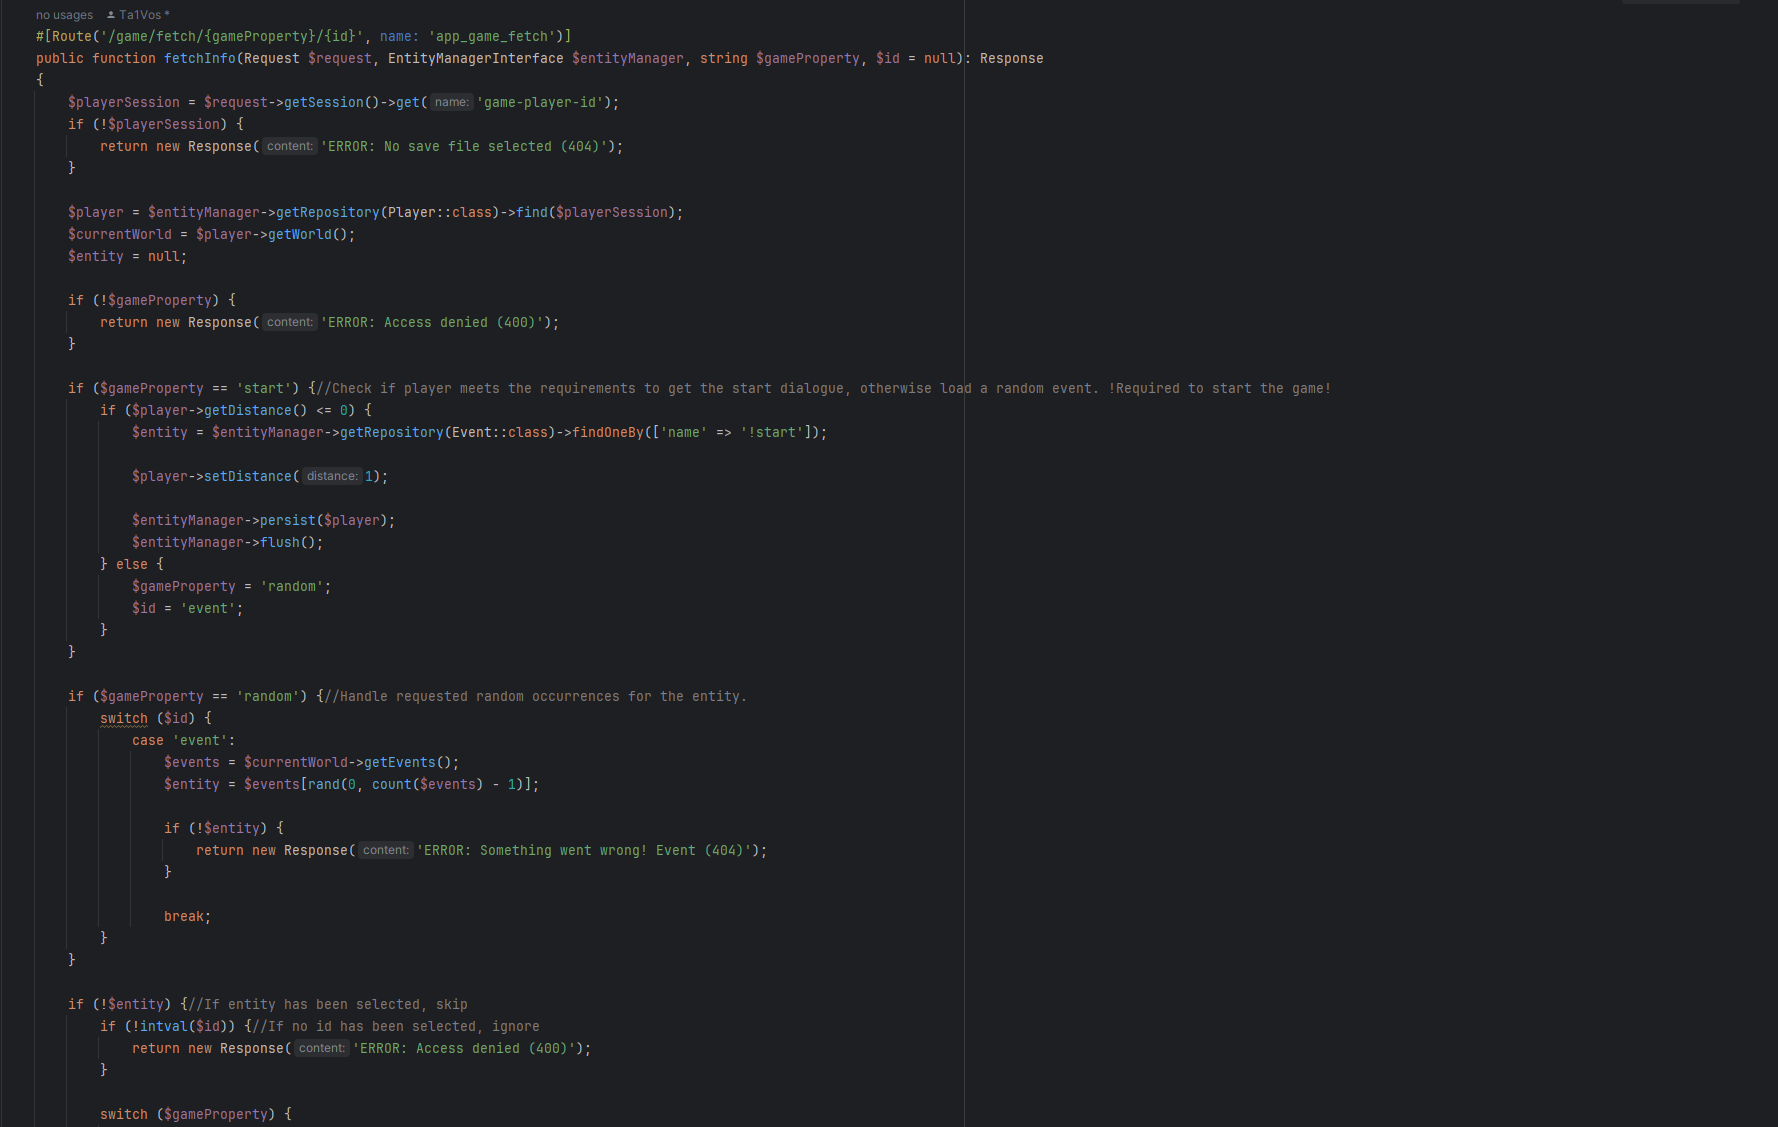 no usages Ta1Vos *
#[Route('/game/fetch/{gameProperty}/{id}', name: 'app_game_fetch')]
public function fetchInfo(Request $request, EntityManagerInterface $entityManager, string $gameProperty, $id = null): Response
{
$playerSession = $request->getSession()->get( name: 'game-player-id');
if (!$playerSession) {
return new Response( content: 'ERROR: No save file selected (404)');
}
$player = $entityManager->getRepository(Player::class)->find($playerSession);
$currentWorld = $player->getWorld();
$entity = null;
if (!$gameProperty) {
return new Response( content: 'ERROR: Access denied (400)');
}
if ($gameProperty == 'start') {//Check if player meets the requirements to get the start dialogue, otherwise load a random event. !Required to start the game!
if ($player->getDistance() <= 0) {
$entity = $entityManager->getRepository(Event::class)->findOneBy(['name' => '!start']);
$player->setDistance( distance: 1);
$entityManager->persist($player);
$entityManager->flush();
} else {
$gameProperty = 'random';
$id = 'event';
}
}
if ($gameProperty == 'random') {//Handle requested random occurrences for the entity.
switch ($id) {
case 'event':
$events = $currentWorld->getEvents();
$entity = $events[rand(0, count($events) - 1)];
if (!$entity) {
return new Response( content: 'ERROR: Something went wrong! Event (404)');
}
break;
}
}
if (!$entity) {//If entity has been selected, skip
if (!intval($id)) {//If no id has been selected, ignore
return new Response( content: 'ERROR: Access denied (400)');
}
switch ($gameProperty) {